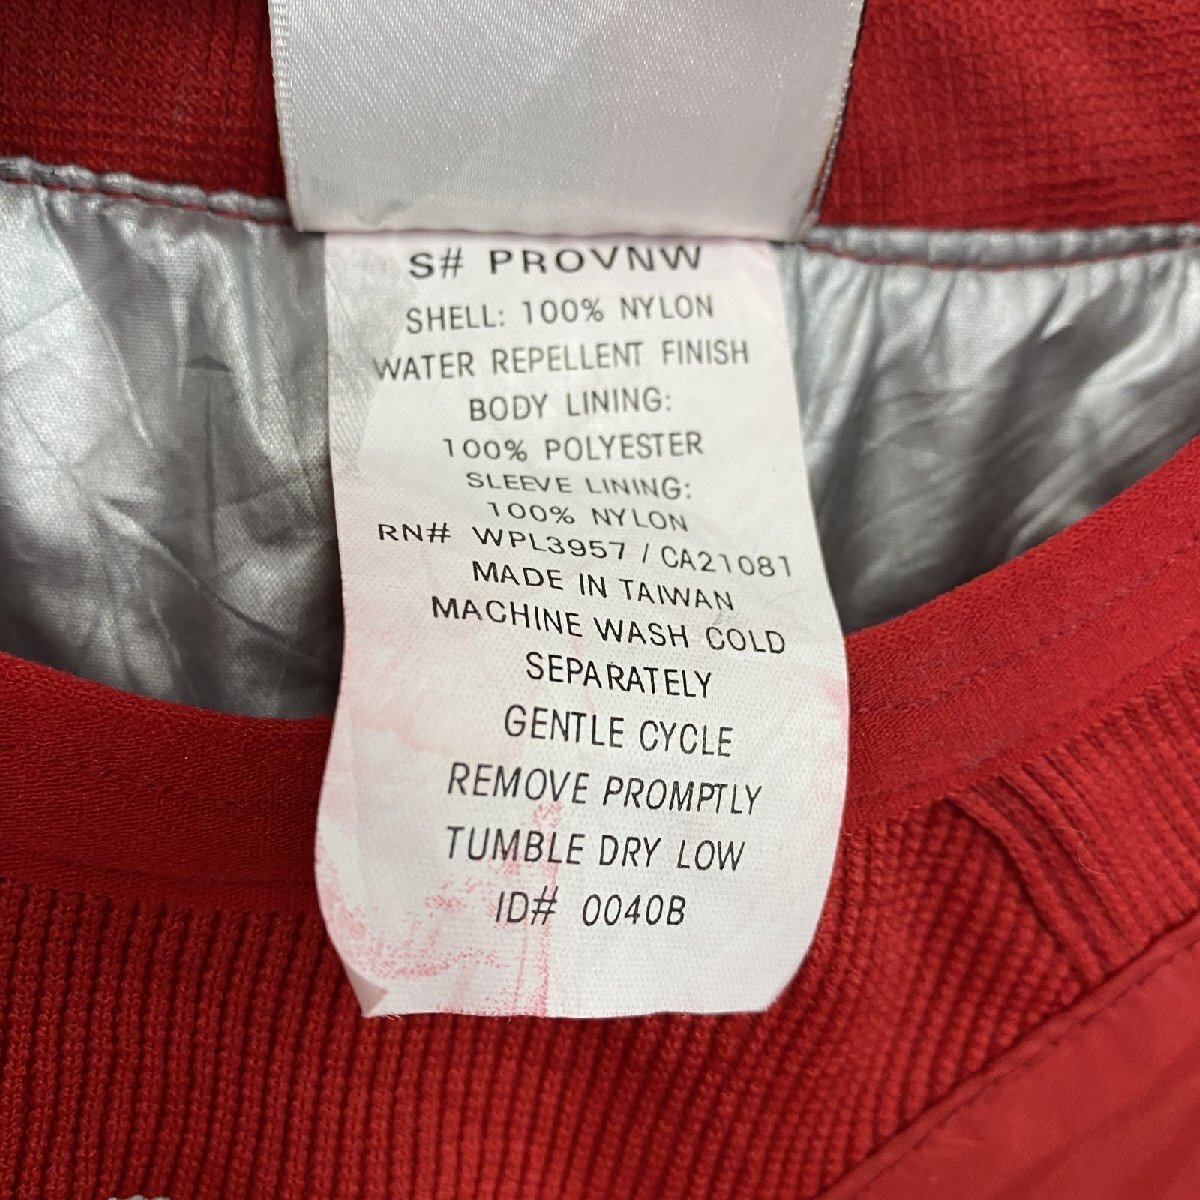 S# PROVNW
SHELL: 100% NYLON
WATER REPELLENT FINISH
BODY LINING:
100% POLYESTER
SLEEVE LINING:
100% NYLON
RN# WPL3957 / CA21081
MADE IN TAIWAN
MACHINE WASH COLD
SEPARATELY
GENTLE CYCLE
REMOVE PROMPTLY
TUMBLE DRY LOW
ID# 0040B